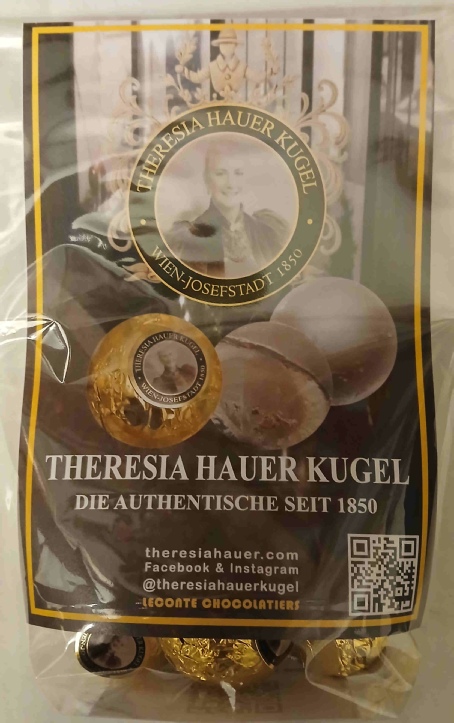 THERESIA HAUER KUGEL
WIEN-JOSEFSTADT 1850
THERESIA HAUER KUGEL
WIEN-JOSEFSTADT 1850
THERESIA HAUER KUGEL
DIE AUTHENTISCHE SEIT 1850
theresiahauer.com
Facebook & Instagram
@theresiahauerkugel
LECONTE CHOCOLATIERS